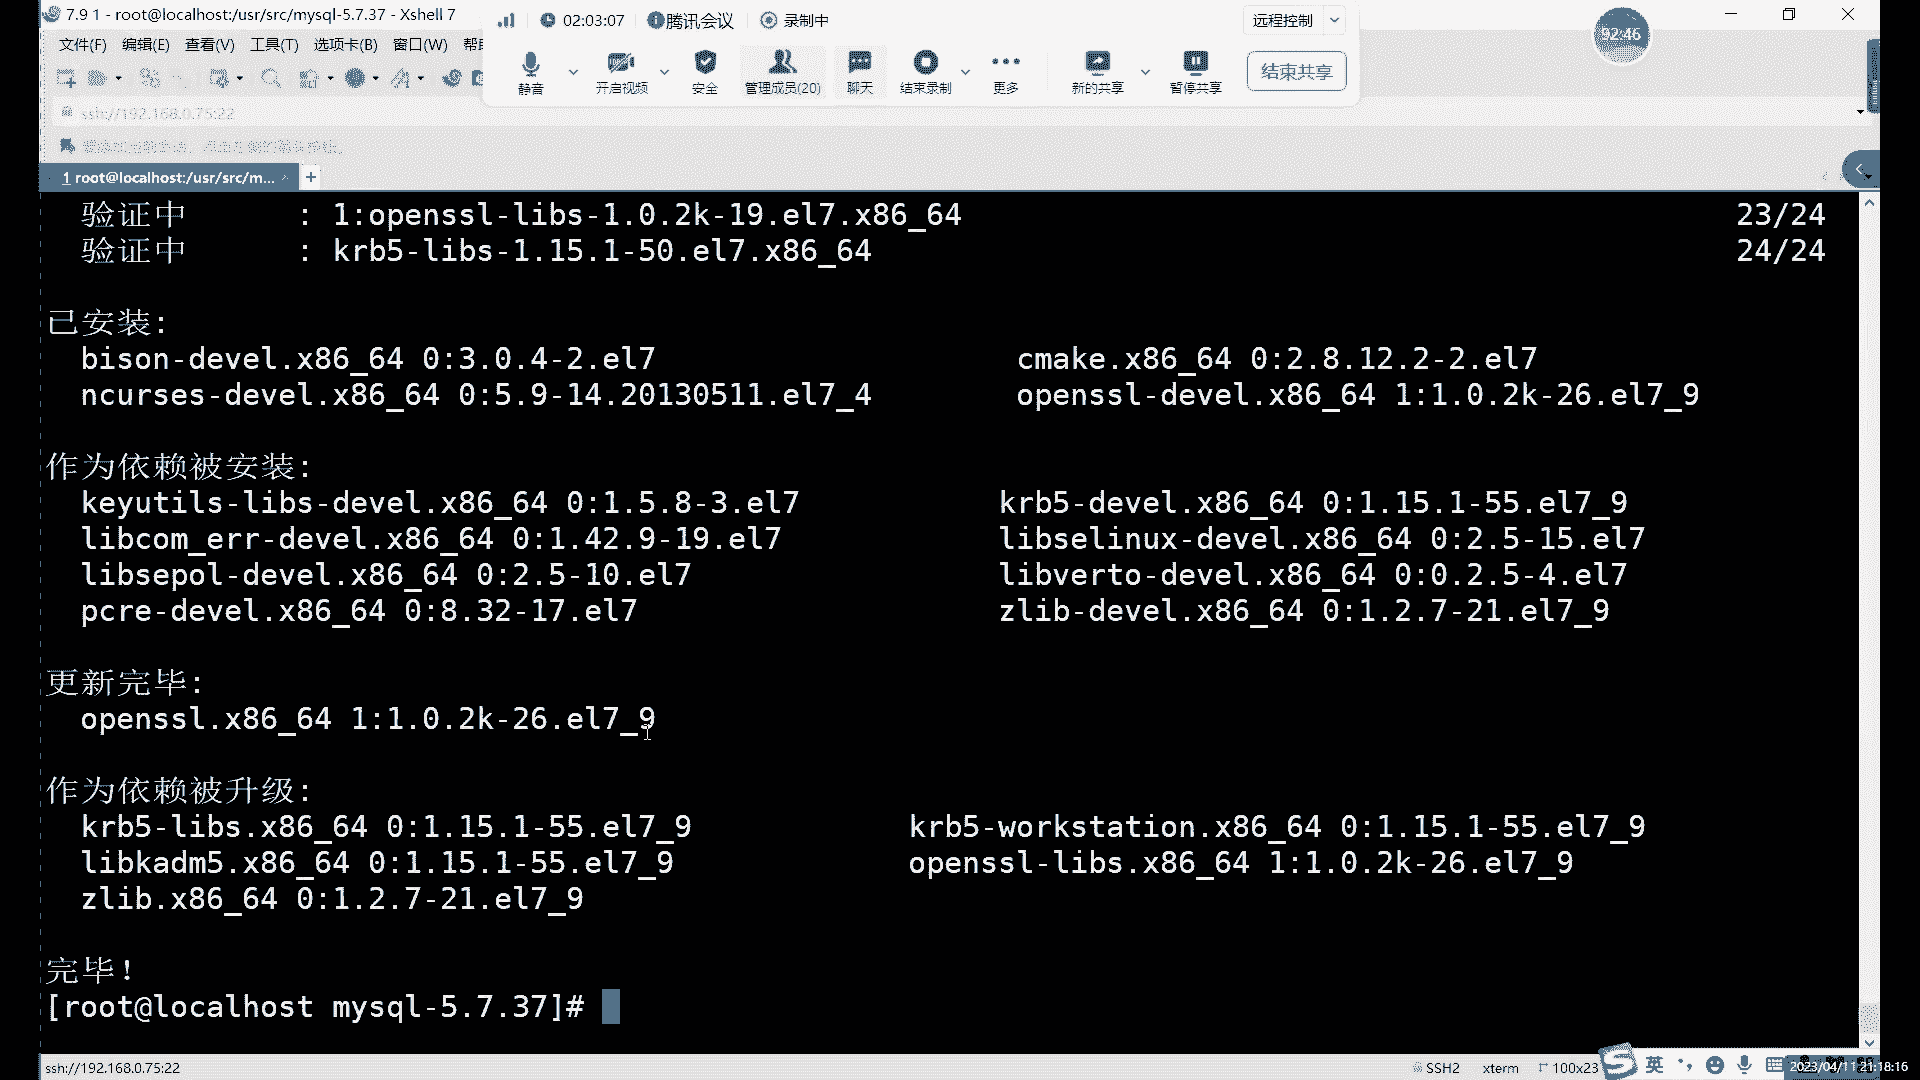 7.9 1 - root@localhost:/usr/src/mysql-5.7.37 - Xshell 7
02:03:07
腾讯会议
录制中
远程控制
92:46
文件(F) 编辑(E) 查看(V) 工具(T) 选项卡(B) 窗口(W)
静音
开启视频
安全
管理成员(20)
聊天
结束录制
更多
新的共享
暂停共享
结束共享
ssh://192.168.0.75:22
1 root@localhost:/usr/src/m...
+
验证中 : 1:openssl-libs-1.0.2k-19.el7.x86_64 23/24
验证中 : krb5-libs-1.15.1-50.el7.x86_64 24/24
已安装:
bison-devel.x86_64 0:3.0.4-2.el7 cmake.x86_64 0:2.8.12.2-2.el7
ncurses-devel.x86_64 0:5.9-14.20130511.el7_4 openssl-devel.x86_64 1:1.0.2k-26.el7_9
作为依赖被安装:
keyutils-libs-devel.x86_64 0:1.5.8-3.el7 krb5-devel.x86_64 0:1.15.1-55.el7_9
libcom_err-devel.x86_64 0:1.42.9-19.el7 libselinux-devel.x86_64 0:2.5-15.el7
libsepol-devel.x86_64 0:2.5-10.el7 libverto-devel.x86_64 0:0.2.5-4.el7
pcre-devel.x86_64 0:8.32-17.el7 zlib-devel.x86_64 0:1.2.7-21.el7_9
更新完毕:
openssl.x86_64 1:1.0.2k-26.el7_9
作为依赖被升级:
krb5-libs.x86_64 0:1.15.1-55.el7_9 krb5-workstation.x86_64 0:1.15.1-55.el7_9
libkadm5.x86_64 0:1.15.1-55.el7_9 openssl-libs.x86_64 1:1.0.2k-26.el7_9
zlib.x86_64 0:1.2.7-21.el7_9
完毕!
[root@localhost mysql-5.7.37]#
ssh://192.168.0.75:22 SSH2 xterm 100x23 英 2023/04/11 21:18:16